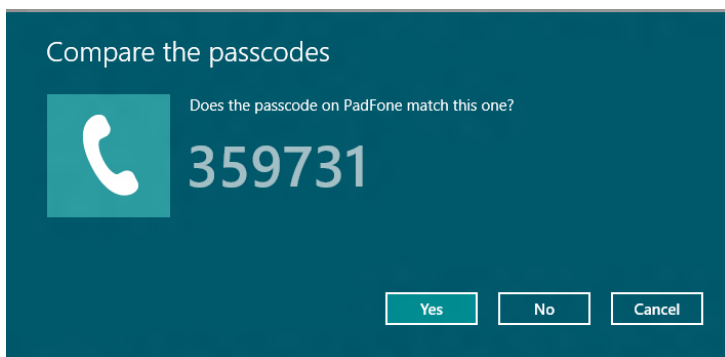 Compare the passcodes
Does the passcode on PadFone match this one?
359731
Yes No Cancel